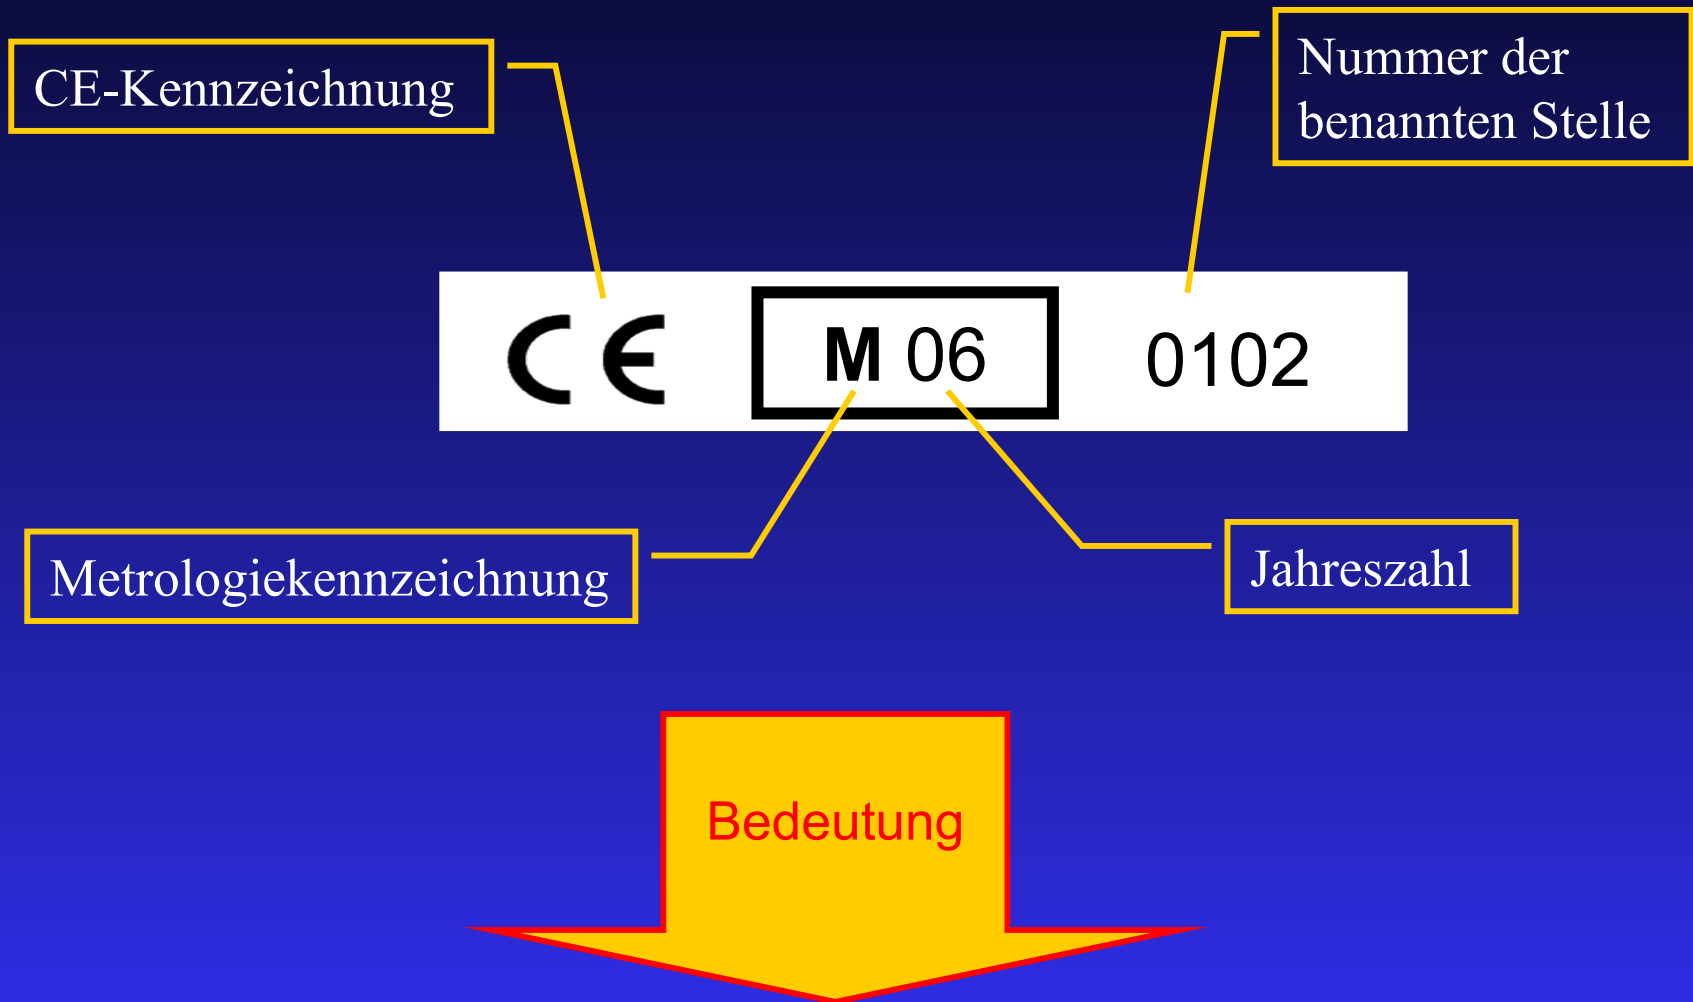 CE-Kennzeichnung
Nummer der
benannten Stelle
CE M 06 0102
Metrologiekennzeichnung
Jahreszahl
Bedeutung